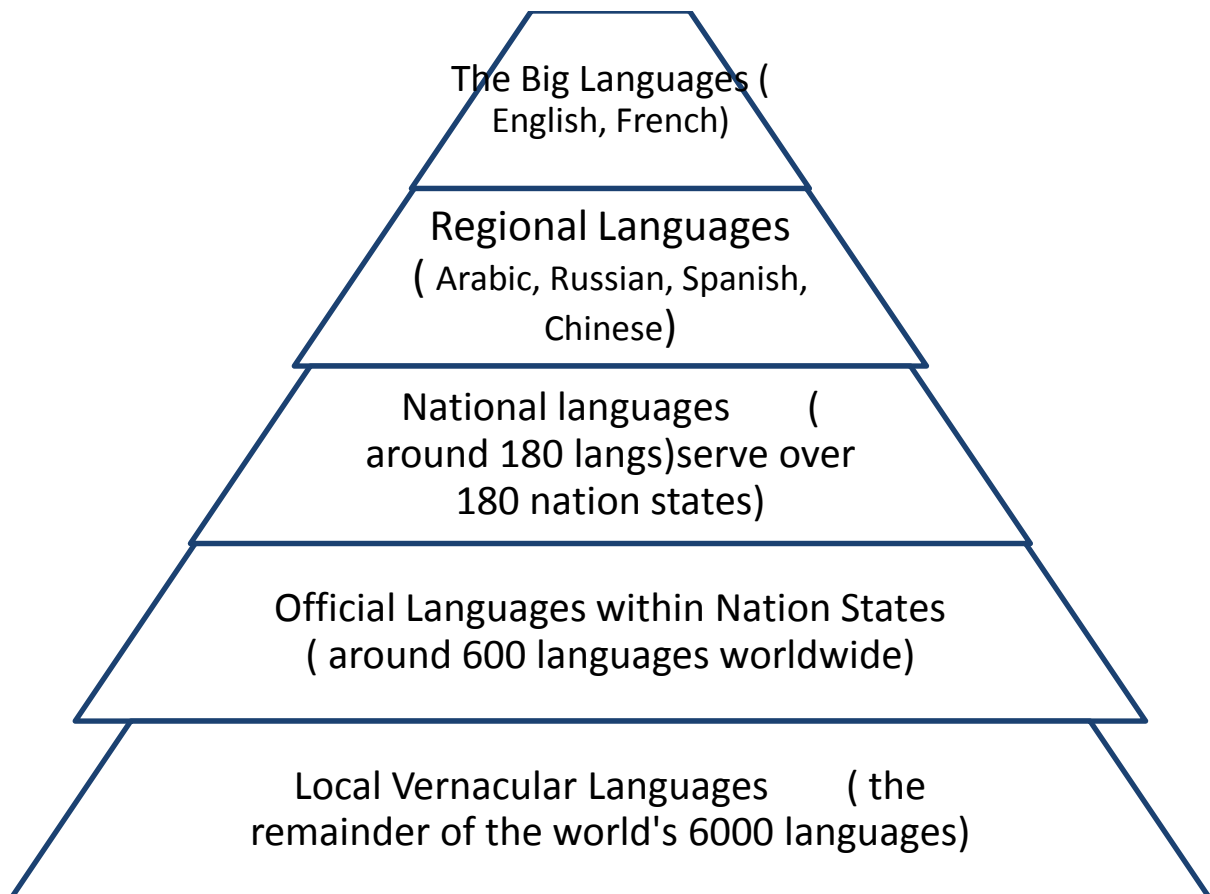 The Big Languages (
English, French)
Regional Languages
( Arabic, Russian, Spanish,
Chinese)
National languages (
around 180 langs)serve over
180 nation states)
Official Languages within Nation States
( around 600 languages worldwide)
Local Vernacular Languages ( the
remainder of the world's 6000 languages)